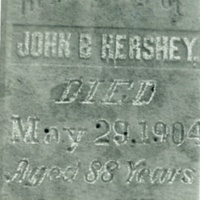 JOHN B HERSHEY.
DIED
May 29, 1904
Aged 88 Years